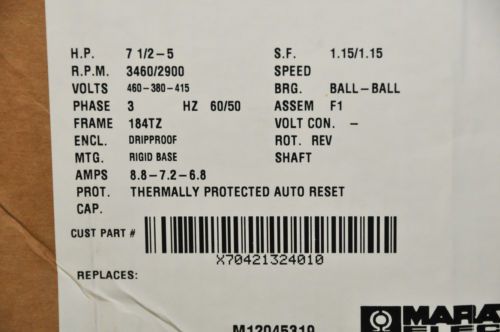 H.P. 7 1/2-5 S.F. 1.15/1.15
R.P.M. 3460/2900 SPEED
VOLTS 460-380-415 BRG. BALL-BALL
PHASE 3 HZ 60/50 ASSEM F1
FRAME 184TZ VOLT CON. -
ENCL. DRIPPROOF ROT. REV
MTG. RIGID BASE SHAFT
AMPS 8.8-7.2-6.8
PROT. THERMALLY PROTECTED AUTO RESET
CAP.
CUST PART #
X70421324010
REPLACES: